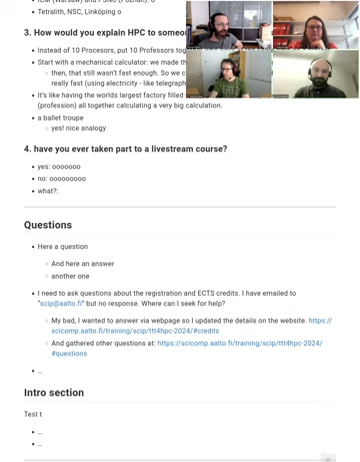 Tetralith, NSC, Linköping o
3. How would you explain HPC to someo
Instead of 10 Procesors, put 10 Professors tog
Start with a mechanical calculator: we made th
then, that still wasn't fast enough. So we c
really fast (using electricity - like telegraph
It's like having the worlds largest factory filled
(profession) all together calculating a very big calculation.
a ballet troupe
yes! nice analogy
4. have you ever taken part to a livestream course?
yes: ooooooo
no: ooooooooo
what?:
Questions
Here a question
And here an answer
another one
I need to ask questions about the registration and ECTS credits. I have emailed to
"scip@aalto.fi" but no response. Where can I seek for help?
My bad, I wanted to answer via webpage so I updated the details on the website. https://
scicomp.aalto.fi/training/scip/ttt4hpc-2024/#credits
And gathered other questions at: https://scicomp.aalto.fi/training/scip/ttt4hpc-2024/
#questions
..
Intro section
Test t
..
..